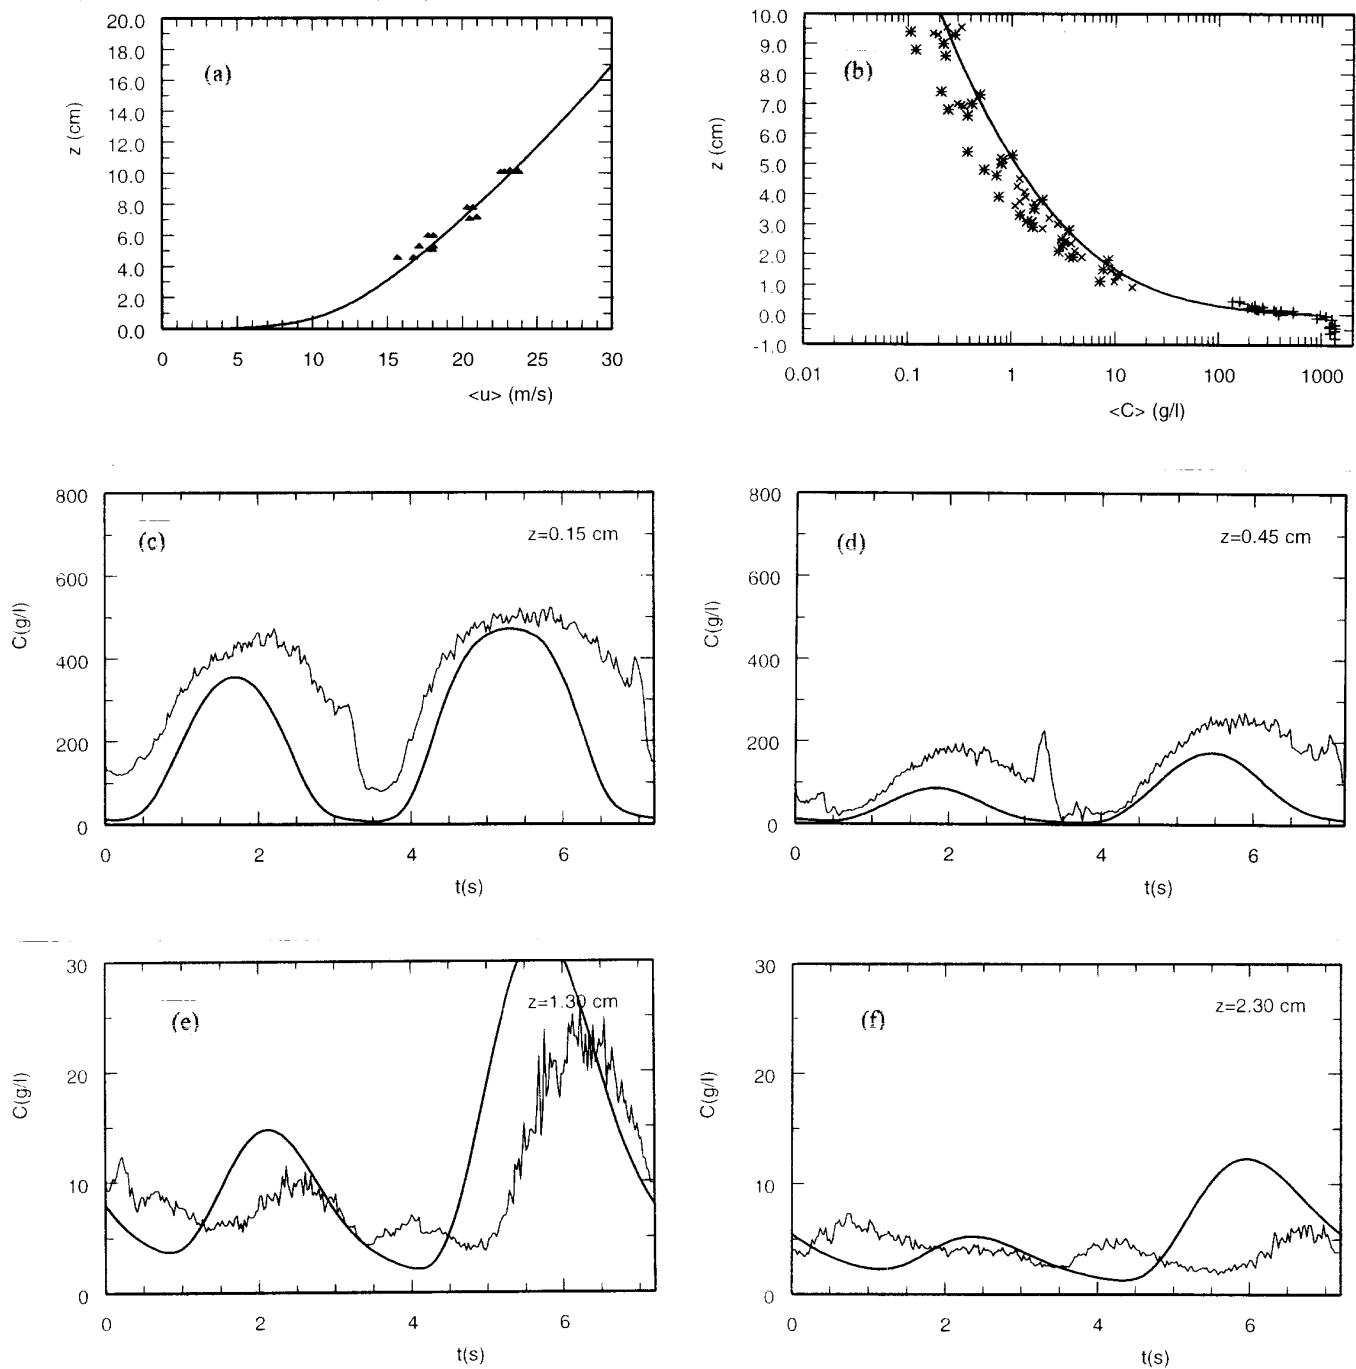 20.0
18.0
16.0
14.0
12.0
10.0
8.0
6.0
4.0
2.0
0.0
z (cm)
(a)
0 5 10 15 20 25 30
<u> (m/s)
10.0
9.0
8.0
7.0
6.0
5.0
4.0
3.0
2.0
1.0
0.0
-1.0
z (cm)
(b)
0.01 0.1 1 10 100 1000
<C> (g/l)
800
600
400
200
0
C(g/l)
(c)
z=0.15 cm
0 2 4 6
t(s)
800
600
400
200
0
C(g/l)
(d)
z=0.45 cm
0 2 4 6
t(s)
30
20
10
0
C(g/l)
(e)
z=1.30 cm
0 2 4 6
t(s)
30
20
10
0
C(g/l)
(f)
z=2.30 cm
0 2 4 6
t(s)